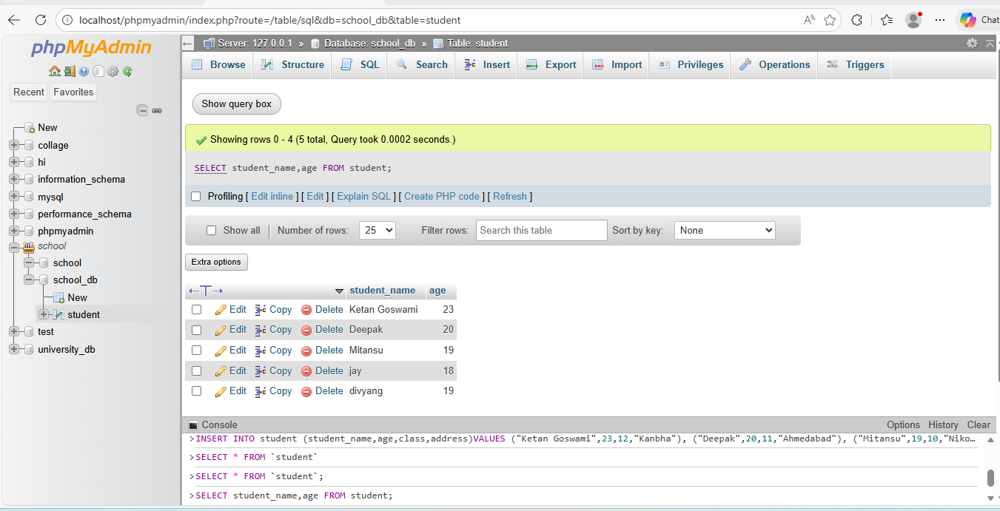 localhost/phpmyadmin/index.php?route=/table/sql&db=school_db&table=student
Chat
phpMyAdmin
Recent Favorites
New
collage
hi
information_schema
mysql
performance_schema
phpmyadmin
school
school
school_db
New
student
test
university_db
Server: 127.0.0.1 » Database: school_db » Table: student
Browse Structure SQL Search Insert Export Import Privileges Operations Triggers
Show query box
Showing rows 0 - 4 (5 total, Query took 0.0002 seconds.)
SELECT student_name,age FROM student;
Profiling [ Edit inline ] [ Edit ] [ Explain SQL ] [ Create PHP code ] [ Refresh ]
Show all Number of rows: 25 Filter rows: Search this table Sort by key: None
Extra options
student_name age
Edit Copy Delete Ketan Goswami 23
Edit Copy Delete Deepak 20
Edit Copy Delete Mitansu 19
Edit Copy Delete jay 18
Edit Copy Delete divyang 19
Console Options History Clear
>INSERT INTO student (student_name,age,class,address)VALUES ("Ketan Goswami",23,12,"Kanbha"), ("Deepak",20,11,"Ahmedabad"), ("Mitansu",19,10,"Niko…
>SELECT * FROM `student`
>SELECT * FROM `student`;
>SELECT student_name,age FROM student;